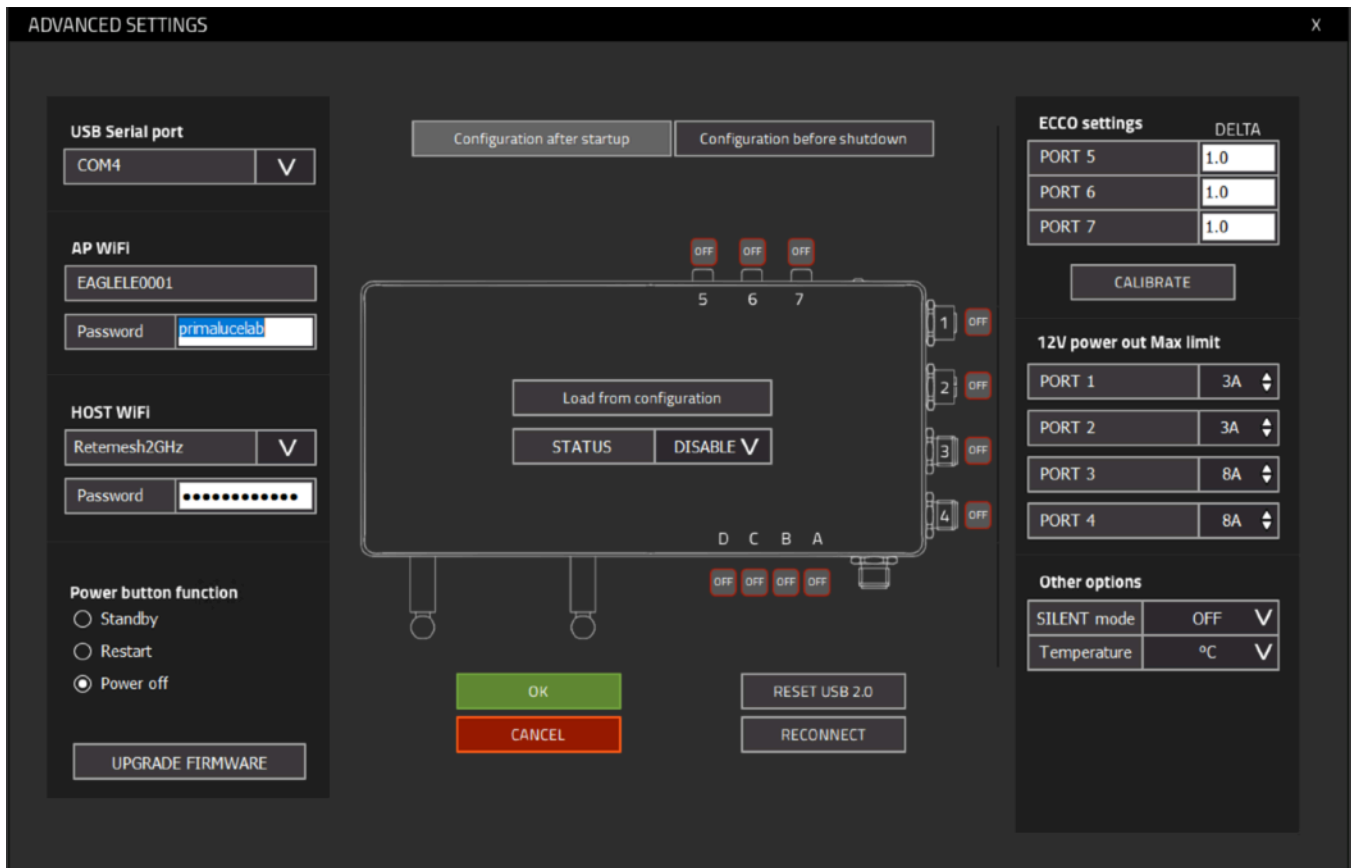 ADVANCED SETTINGS
X
USB Serial port
COM4
V
AP WiFi
EAGLELE0001
Password primalucelab
HOST WiFi
Retemesh2GHz
V
Password ●●●●●●●●●●●●
Power button function
Standby
Restart
Power off
UPGRADE FIRMWARE
Configuration after startup
Configuration before shutdown
OFF OFF OFF
5 6 7
1 OFF
2 OFF
3 OFF
4 OFF
Load from configuration
STATUS DISABLE V
D C B A
OFF OFF OFF OFF
OK
RESET USB 2.0
CANCEL
RECONNECT
ECCO settings DELTA
PORT 5 1.0
PORT 6 1.0
PORT 7 1.0
CALIBRATE
12V power out Max limit
PORT 1 3A
PORT 2 3A
PORT 3 8A
PORT 4 8A
Other options
SILENT mode OFF V
Temperature °C V